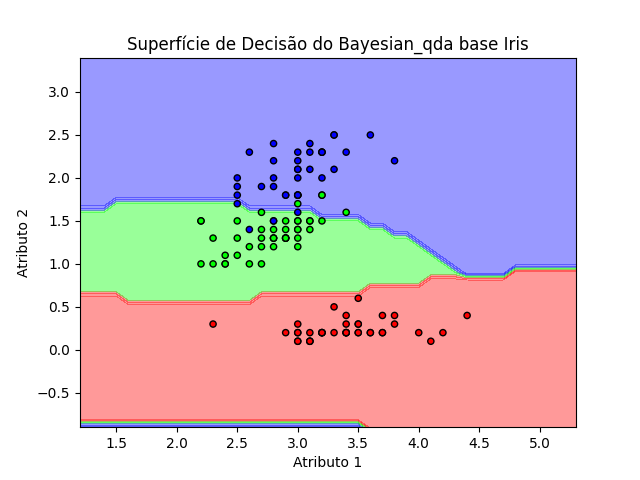 Superfície de Decisão do Bayesian_qda base Iris
3.0
2.5
2.0
1.5
1.0
0.5
0.0
−0.5
Atributo 2
1.5 2.0 2.5 3.0 3.5 4.0 4.5 5.0
Atributo 1